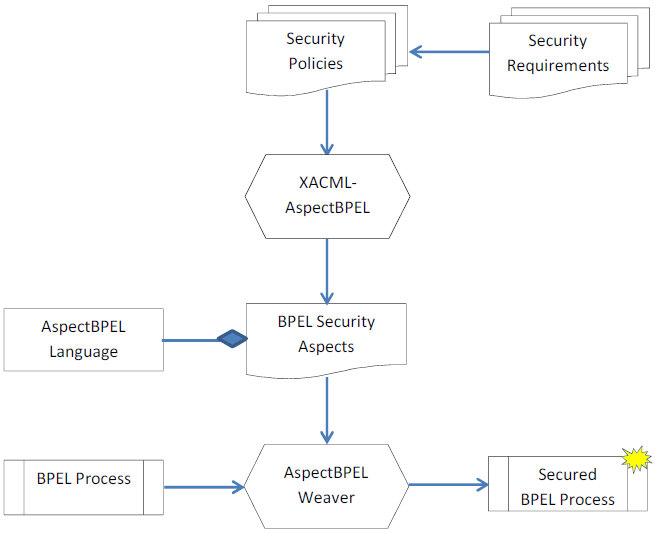 Security
Policies
Security
Requirements
XACML-
AspectBPEL
AspectBPEL
Language
BPEL Security
Aspects
BPEL Process
AspectBPEL
Weaver
Secured
BPEL Process